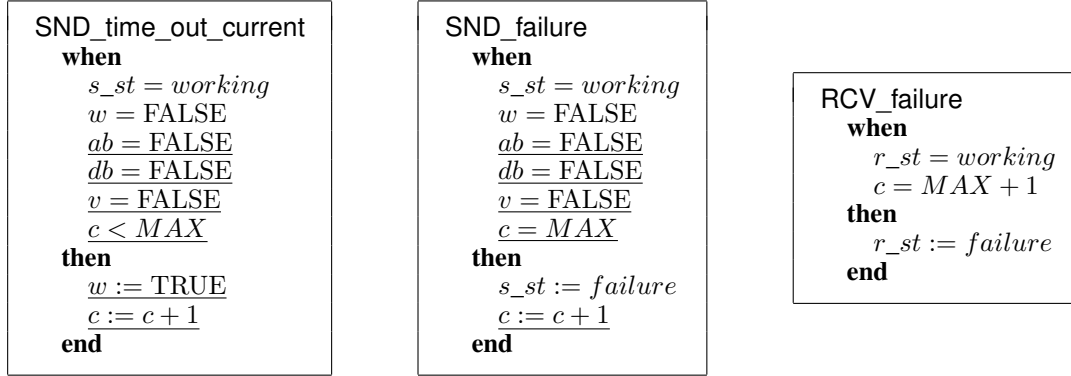 SND_time_out_current
when
s_st = working
w = FALSE
ab = FALSE
db = FALSE
v = FALSE
c < MAX
then
w := TRUE
c := c + 1
end
SND_failure
when
s_st = working
w = FALSE
ab = FALSE
db = FALSE
v = FALSE
c = MAX
then
s_st := failure
c := c + 1
end
RCV_failure
when
r_st = working
c = MAX + 1
then
r_st := failure
end